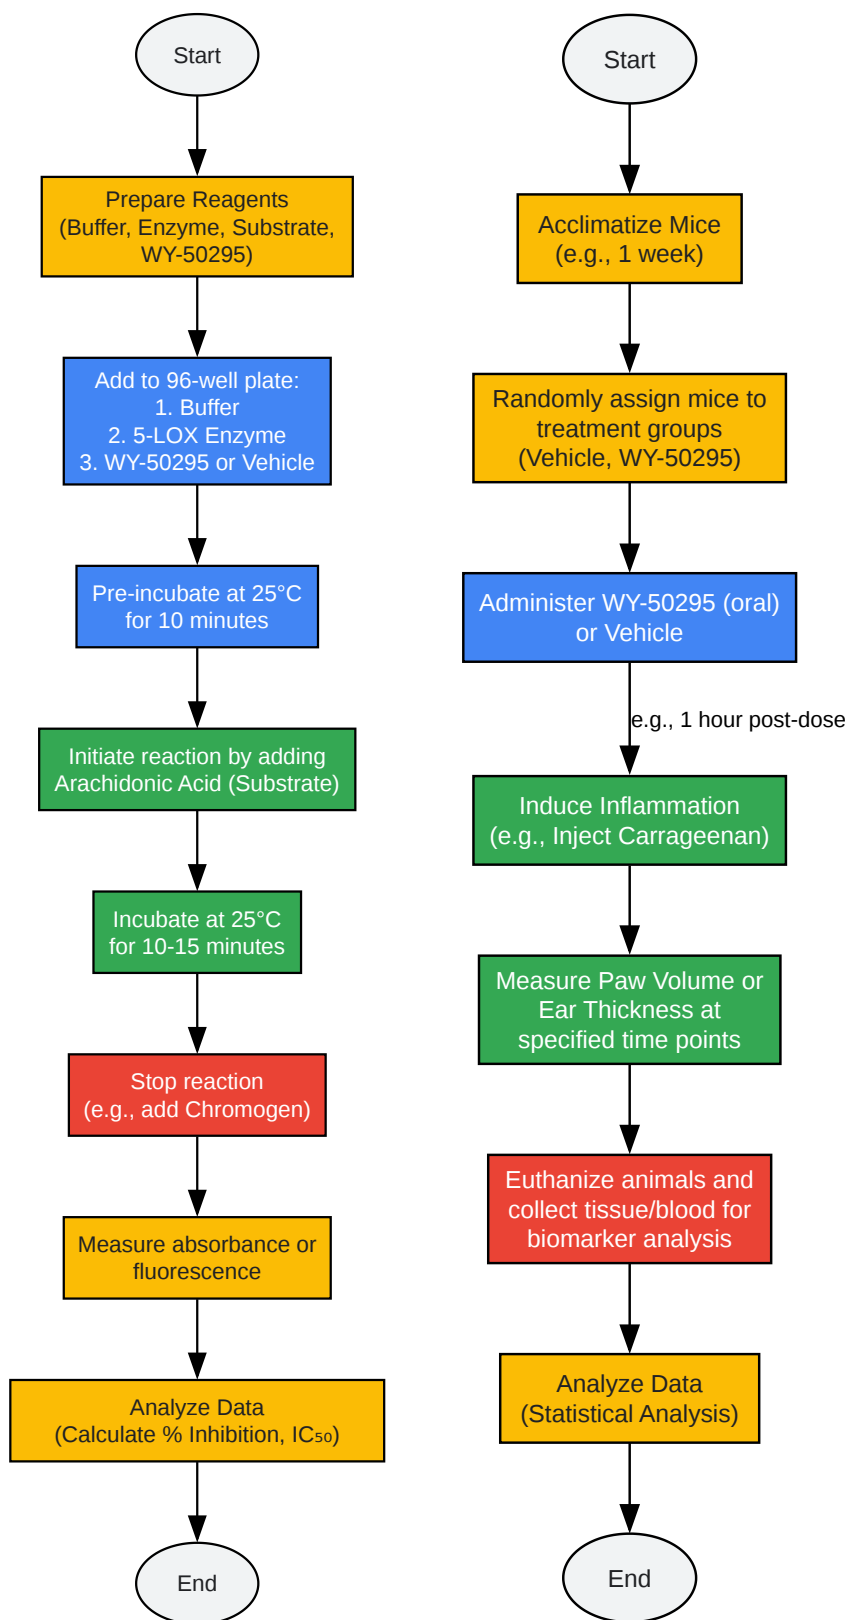 Start
Prepare Reagents
(Buffer, Enzyme, Substrate,
WY-50295)
Add to 96-well plate:
1. Buffer
2. 5-LOX Enzyme
3. WY-50295 or Vehicle
Pre-incubate at 25°C
for 10 minutes
Initiate reaction by adding
Arachidonic Acid (Substrate)
Incubate at 25°C
for 10-15 minutes
Stop reaction
(e.g., add Chromogen)
Measure absorbance or
fluorescence
Analyze Data
(Calculate % Inhibition, IC₅₀)
End
Start
Acclimatize Mice
(e.g., 1 week)
Randomly assign mice to
treatment groups
(Vehicle, WY-50295)
Administer WY-50295 (oral)
or Vehicle
e.g., 1 hour post-dose
Induce Inflammation
(e.g., Inject Carrageenan)
Measure Paw Volume or
Ear Thickness at
specified time points
Euthanize animals and
collect tissue/blood for
biomarker analysis
Analyze Data
(Statistical Analysis)
End